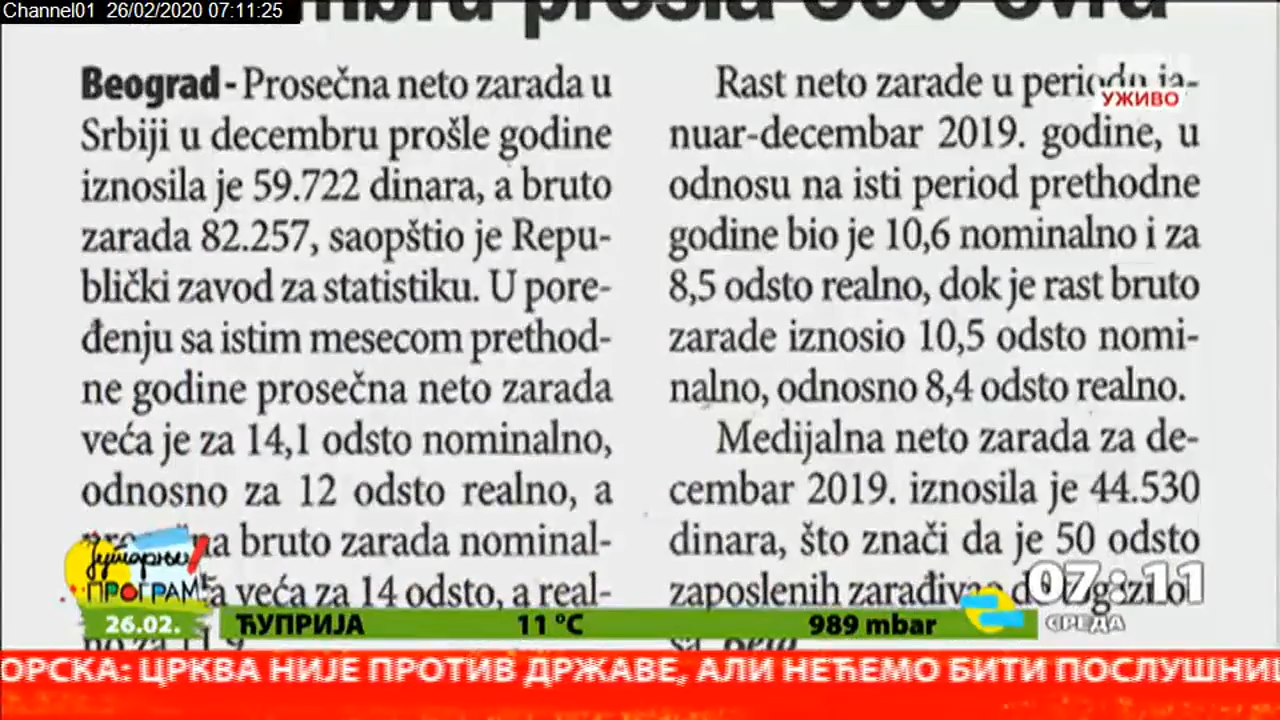 Channel01 26/02/2020 07:11:25
Beograd - Prosečna neto zarada u
Srbiji u decembru prošle godine
iznosila je 59.722 dinara, a bruto
zarada 82.257, saopštio je Repu-
blički zavod za statistiku. U pore-
đenju sa istim mesecom prethod-
ne godine prosečna neto zarada
veća je za 14,1 odsto nominalno,
odnosno za 12 odsto realno, a
bruto zarada nominal-
veća za 14 odsto, a real-
no za 11,9
Rast neto zarade u periodu ja-
nuar-decembar 2019. godine, u
odnosu na isti period prethodne
godine bio je 10,6 nominalno i za
8,5 odsto realno, dok je rast bruto
zarade iznosio 10,5 odsto nomi-
nalno, odnosno 8,4 odsto realno.
Medijalna neto zarada za de-
cembar 2019. iznosila je 44.530
dinara, što znači da je 50 odsto
zaposlenih
УЖИВО
Јутарњи
ПРОГРАМ
26.02.
ЋУПРИЈА 11 °C 989 mbar
07:11
СРЕДА
ОРСКА: ЦРКВА НИЈЕ ПРОТИВ ДРЖАВЕ, АЛИ НЕЋЕМО БИТИ ПОСЛУШНИ